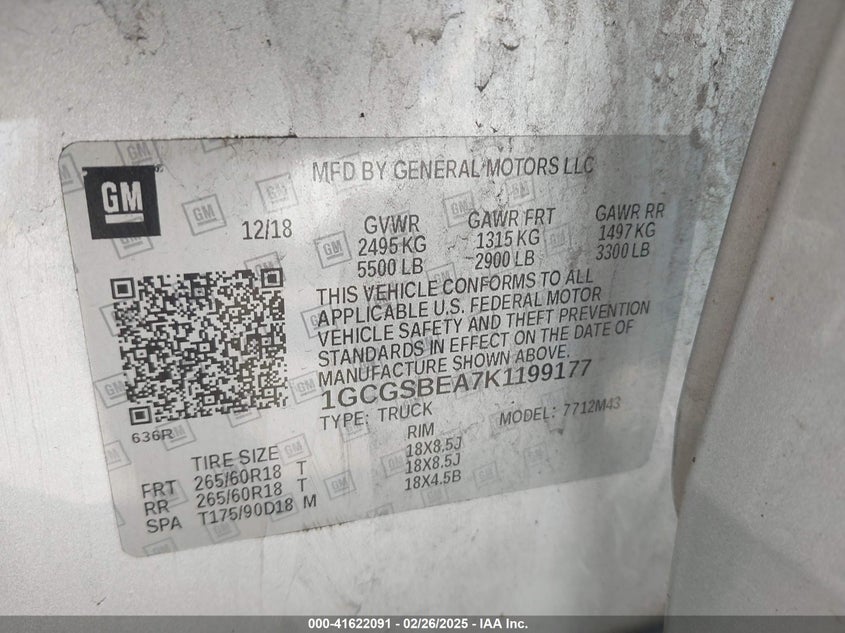 GM
MFD BY GENERAL MOTORS LLC
12/18
GVWR
2495 KG
5500 LB
GAWR FRT
1315 KG
2900 LB
GAWR RR
1497 KG
3300 LB
THIS VEHICLE CONFORMS TO ALL
APPLICABLE U.S. FEDERAL MOTOR
VEHICLE SAFETY AND THEFT PREVENTION
STANDARDS IN EFFECT ON THE DATE OF
MANUFACTURE SHOWN ABOVE.
1GCGSBEA7K1199177
TYPE: TRUCK MODEL: 7712M43
636R
TIRE SIZE RIM
FRT 265/60R18 T 18X8.5J
RR 265/60R18 T 18X8.5J
SPA T175/90D18 M 18X4.5B
000-41622091 - 02/26/2025 - IAA Inc.